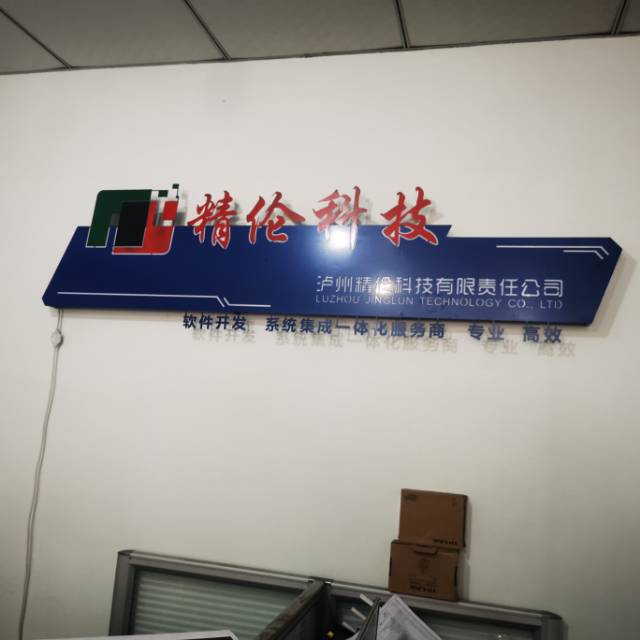 精伦科技
泸州精伦科技有限责任公司
LUZHOU JINGLUN TECHNOLOGY CO., LTD
软件开发 系统集成一体化服务商 专业 高效